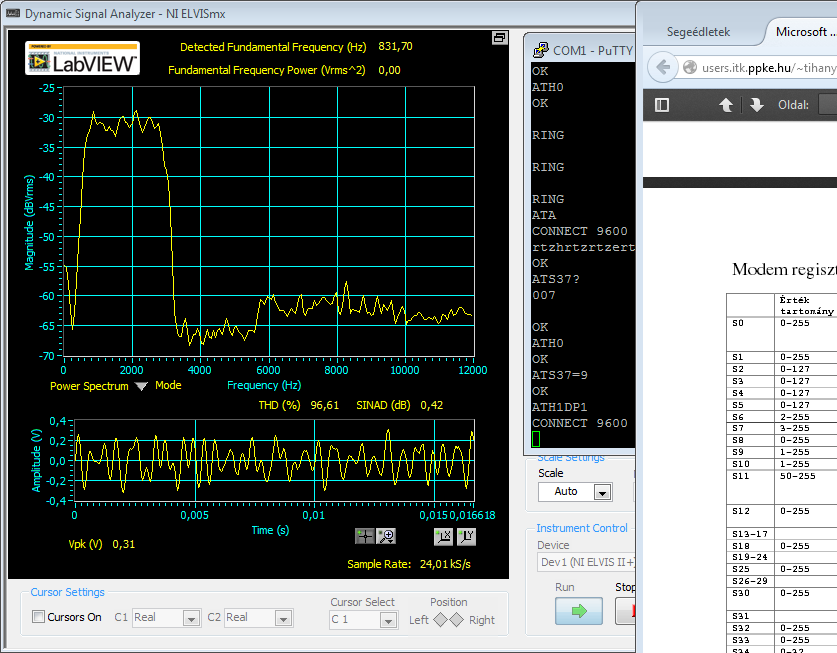 Dynamic Signal Analyzer - NI ELVISmx
POWERED BY
NATIONAL INSTRUMENTS
LabVIEW™
Detected Fundamental Frequency (Hz) 831,70
Fundamental Frequency Power (Vrms^2) 0,00
Magnitude (dBVrms)
-25
-30
-35
-40
-45
-50
-55
-60
-65
-70
0 2000 4000 6000 8000 10000 12000
Power Spectrum Mode Frequency (Hz)
THD (%) 96,61 SINAD (dB) 0,42
Amplitude (V)
0,4
0,2
0,0
-0,2
-0,4
0 0,005 0,01 0,015 0,016618
Time (s)
Vpk (V) 0,31
Sample Rate: 24,01 kS/s
Cursor Settings
Cursors On C1 Real C2 Real
Cursor Select
C 1
Position
Left Right
COM1 - PuTTY
OK
ATH0
OK
RING
RING
RING
ATA
CONNECT 9600
rtzhrtzrtzert
OK
ATS37?
007
OK
ATH0
OK
ATS37=9
OK
ATH1DP1
CONNECT 9600
Scale Settings
Scale
Auto
Instrument Control
Device
Dev1 (NI ELVIS II+)
Run Stop
Segeédletek
Microsoft ...
users.itk.ppke.hu/~tihany
Oldal:
Modem regiszt
Érték
tartomány
S0 0-255
S1 0-255
S2 0-127
S3 0-127
S4 0-127
S5 0-127
S6 2-255
S7 3-255
S8 0-255
S9 1-255
S10 1-255
S11 50-255
S12 0-255
S13-17
S18 0-255
S19-24
S25 0-255
S26-29
S30 0-255
S31
S32 0-255
S33 0-255
S34 0-32